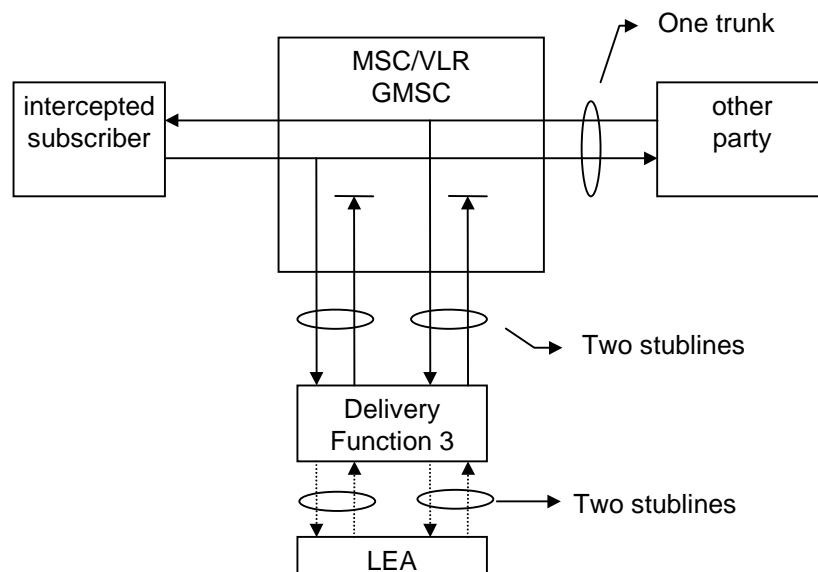 One trunk
MSC/VLR
GMSC
intercepted
subscriber
other
party
Two stublines
Delivery
Function 3
Two stublines
LEA